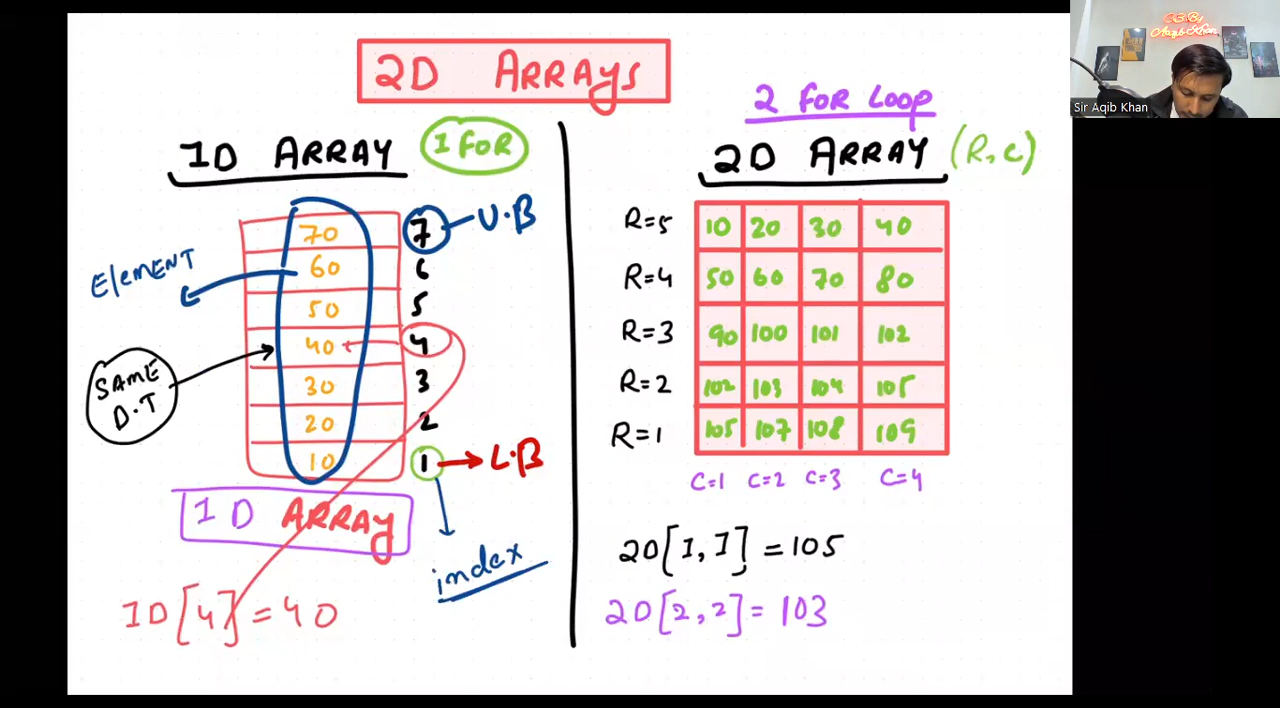 2D ARRAYS
1D ARRAY
1 FOR
70 7 U.B
60 6
50 5
40 4
30 3
20 2
10 1 L.B
Element
SAME
D.T
1D ARRAY
index
1D[4] = 40
2 FOR LOOP
2D ARRAY (R,C)
R=5 10 20 30 40
R=4 50 60 70 80
R=3 90 100 101 102
R=2 102 103 104 105
R=1 105 107 108 109
C=1 C=2 C=3 C=4
2D[1,1] = 105
2D[2,2] = 103
Aqib Khan
Sir Aqib Khan